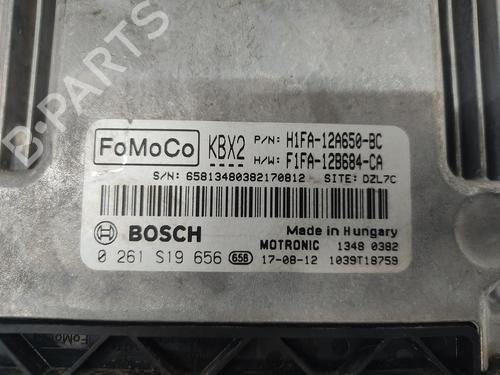 B-PARTS
FoMoCo KBX2 P/N: H1FA-12A650-BC
H/W: F1FA-12B684-CA
S/N: 65813480382170812 SITE: DZL7C
BOSCH Made in Hungary
MOTRONIC 1348 0382
0 261 S19 656 658 17-08-12 1039T18759
FoMoCo